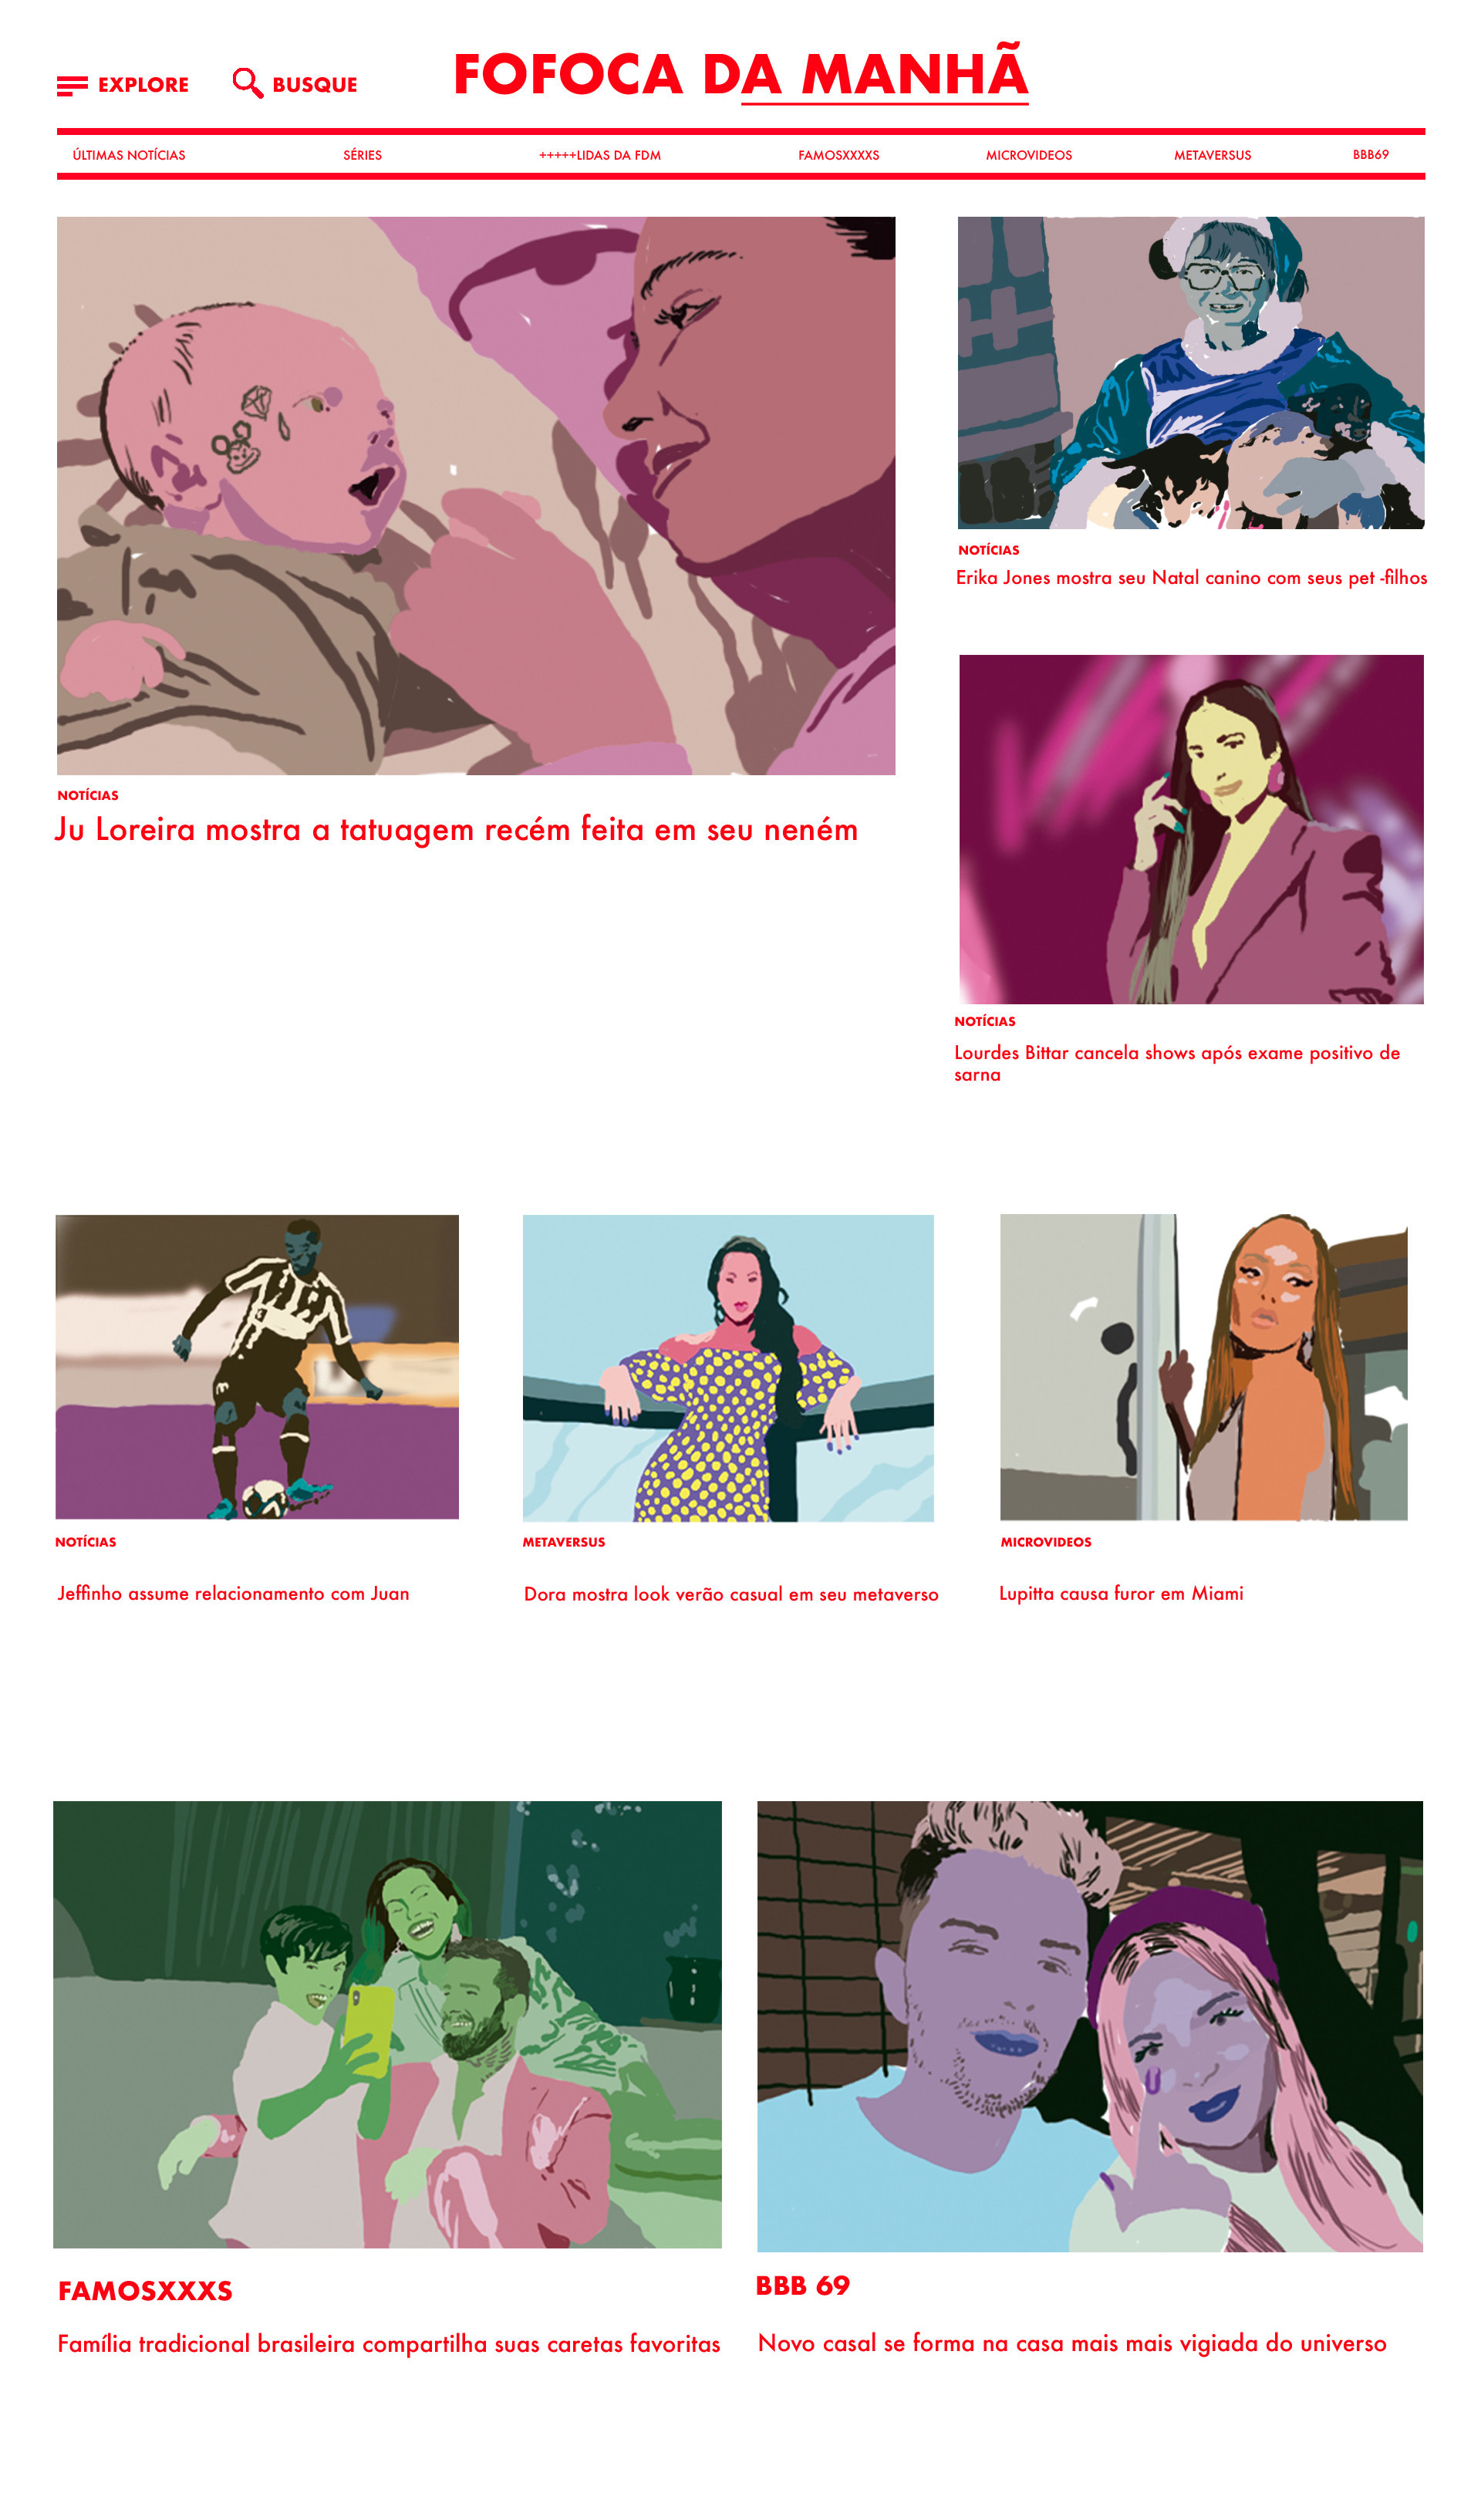 EXPLORE
BUSQUE
FOFOCA DA MANHÃ
ÚLTIMAS NOTÍCIAS
SÉRIES
+++++LIDAS DA FDM
FAMOSXXXXS
MICROVIDEOS
METAVERSUS
BBB69
NOTÍCIAS
Ju Loreira mostra a tatuagem recém feita em seu neném
NOTÍCIAS
Erika Jones mostra seu Natal canino com seus pet -filhos
NOTÍCIAS
Lourdes Bittar cancela shows após exame positivo de
sarna
NOTÍCIAS
Jeffinho assume relacionamento com Juan
METAVERSUS
Dora mostra look verão casual em seu metaverso
MICROVIDEOS
Lupitta causa furor em Miami
FAMOSXXXS
Família tradicional brasileira compartilha suas caretas favoritas
BBB 69
Novo casal se forma na casa mais mais vigiada do universo